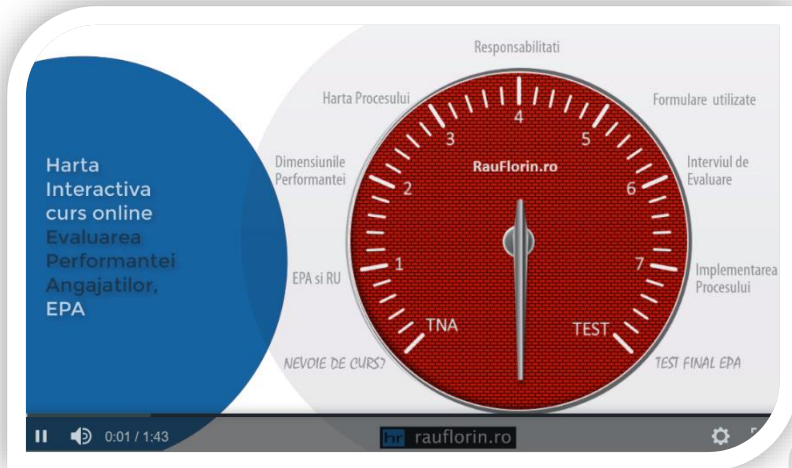 Harta
Interactiva
curs online
Evaluarea
Performantei
Angajatilor,
EPA
Responsabilitati
Harta Procesului
Formulare utilizate
Dimensiunile
Performantei
Interviul de
Evaluare
EPA si RU
Implementarea
Procesului
NEVOIE DE CURS?
TEST FINAL EPA
RauFlorin.ro
1
2
3
4
5
6
7
TNA
TEST
0:01 / 1:43
hr rauflorin.ro